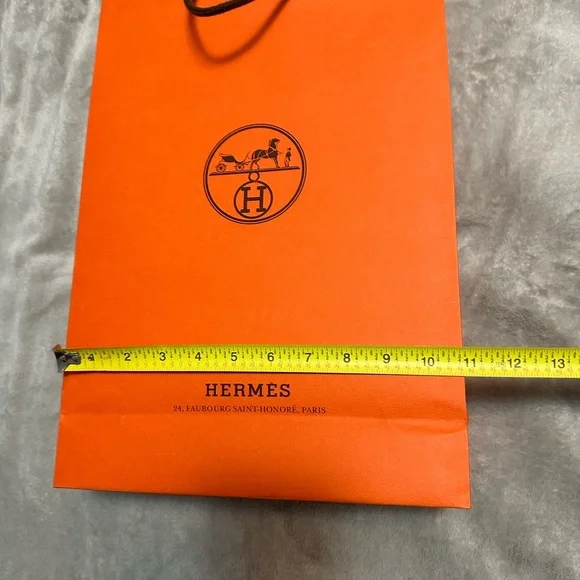 H
1 2 3 4 5 6 7 8 9 10 11 12 13
HERMÈS
24, FAUBOURG SAINT-HONORÉ, PARIS